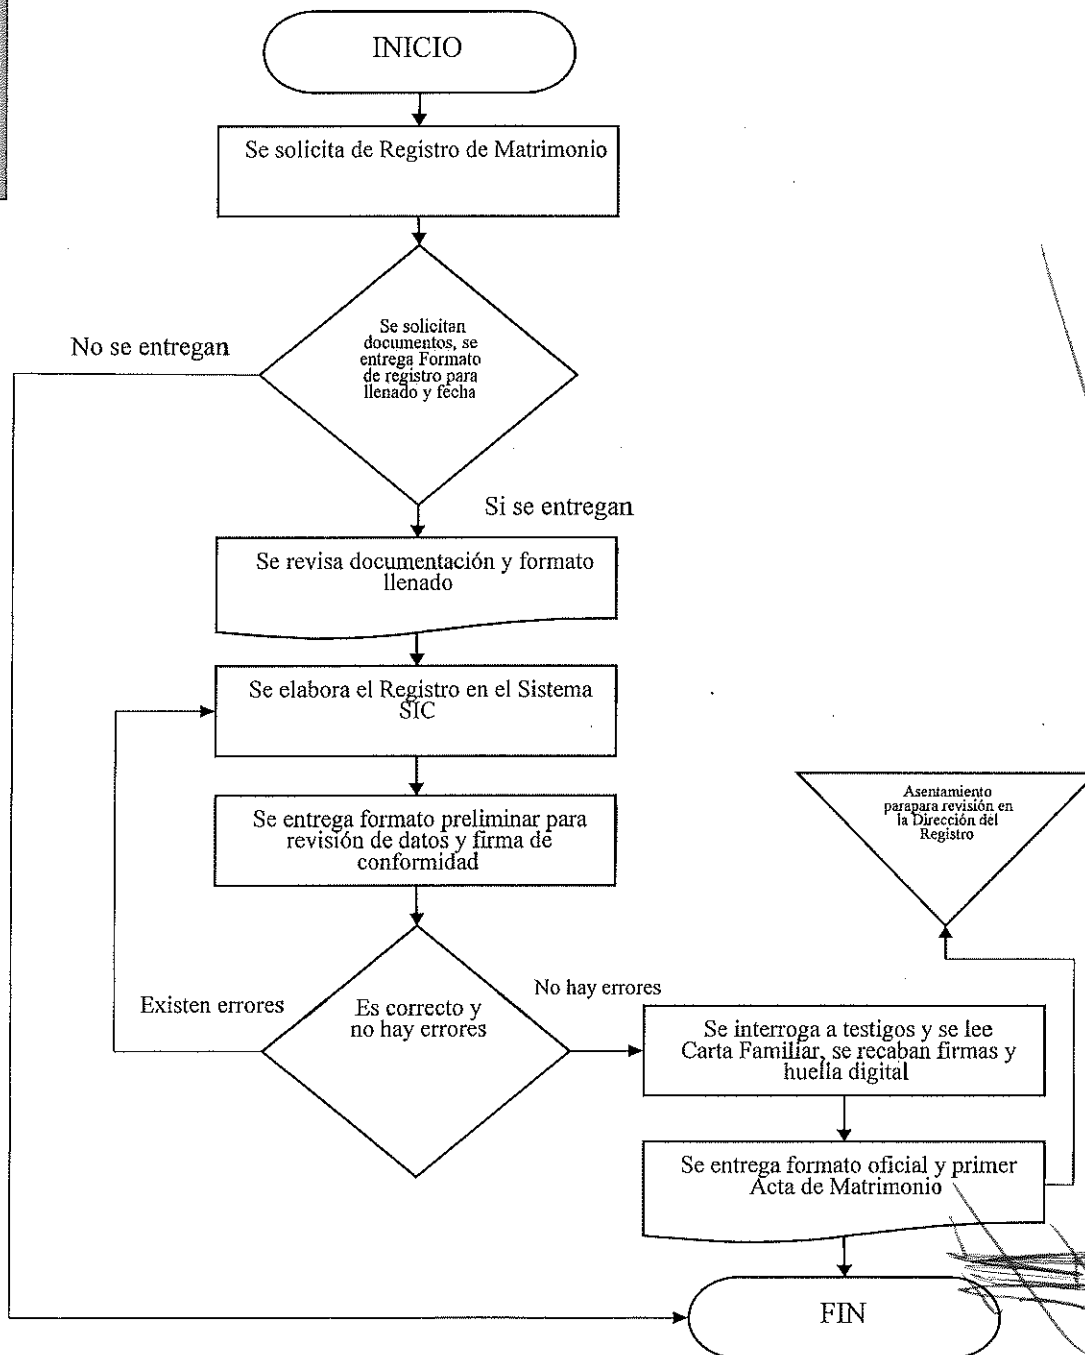 INICIO
Se solicita de Registro de Matrimonio
Se solicitan
documentos, se
entrega Formato
de registro para
llenado y fecha
No se entregan
Si se entregan
Se revisa documentación y formato
llenado
Se elabora el Registro en el Sistema
SIC
Se entrega formato preliminar para
revisión de datos y firma de
conformidad
Asentamiento
parapara revisión en
la Dirección del
Registro
Existen errores
Es correcto y
no hay errores
No hay errores
Se interroga a testigos y se lee
Carta Familiar, se recaban firmas y
huella digital
Se entrega formato oficial y primer
Acta de Matrimonio
FIN